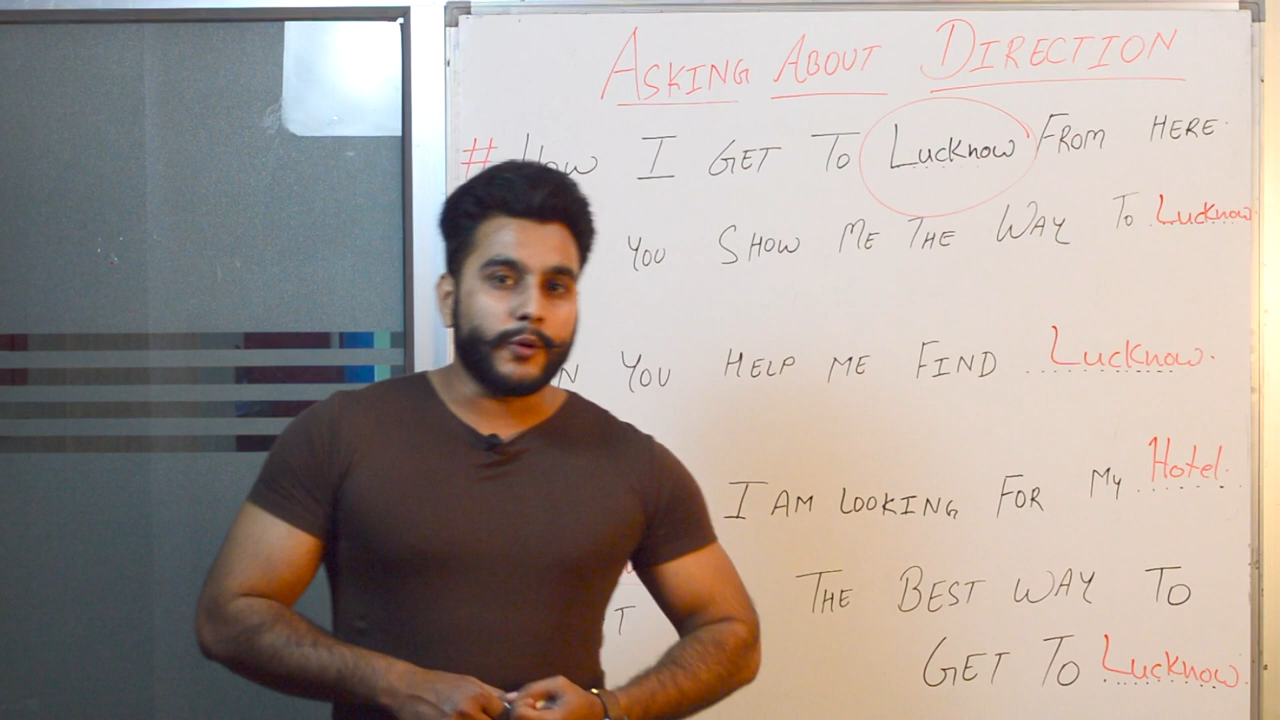 ASKING ABOUT DIRECTION
# How I GET TO Lucknow FROM HERE.
YOU SHOW ME THE WAY TO Lucknow
N YOU HELP ME FIND Lucknow.
I AM LOOKING FOR MY Hotel.
T THE BEST WAY TO
GET TO Lucknow.